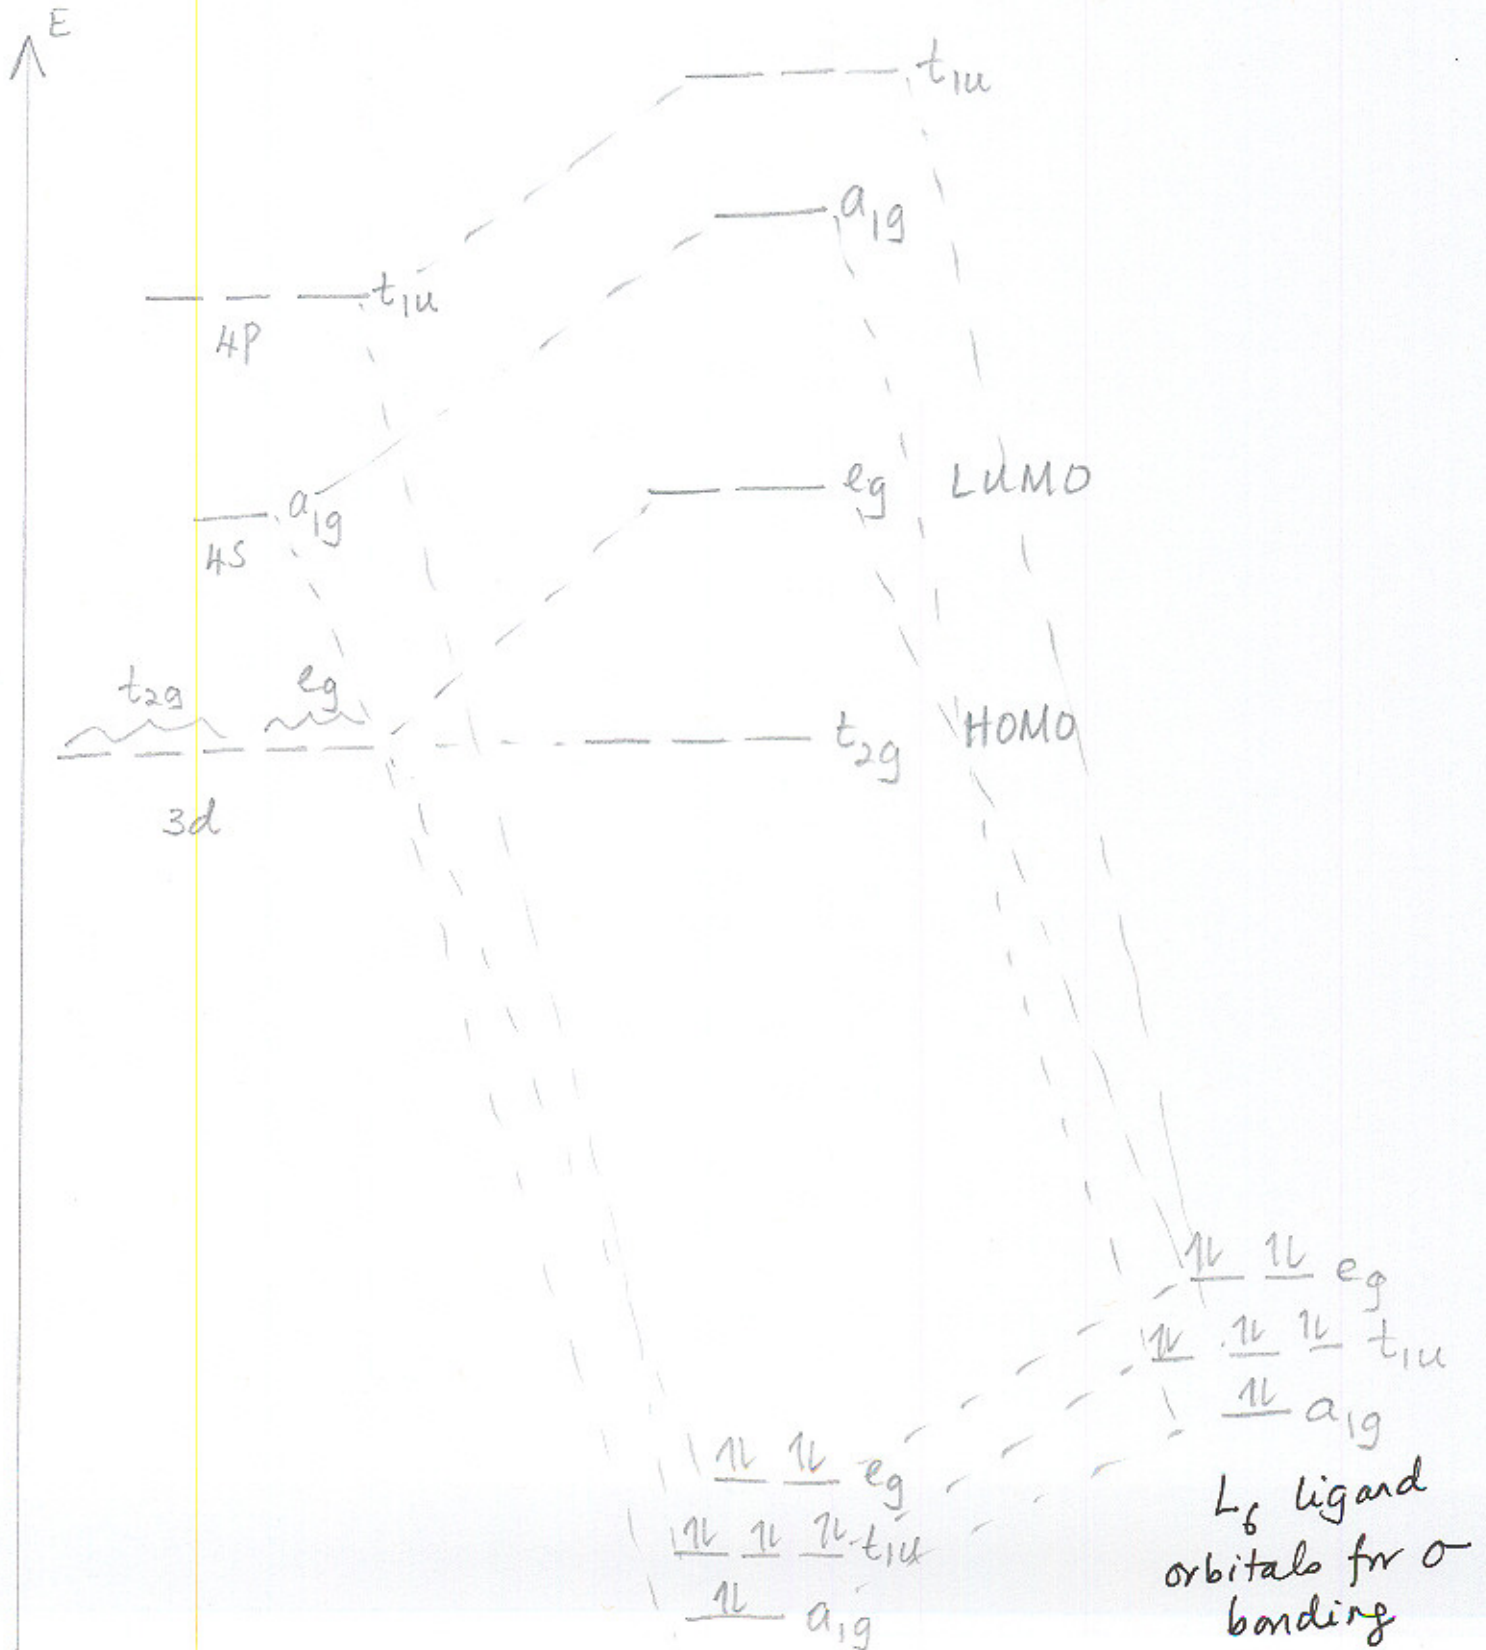 E
t1u
a1g
t1u
4P
eg LUMO
a1g
4S
t2g eg
t2g HOMO
3d
eg
t1u
a1g
eg
t1u
a1g
L6 ligand
orbitals for σ
bonding